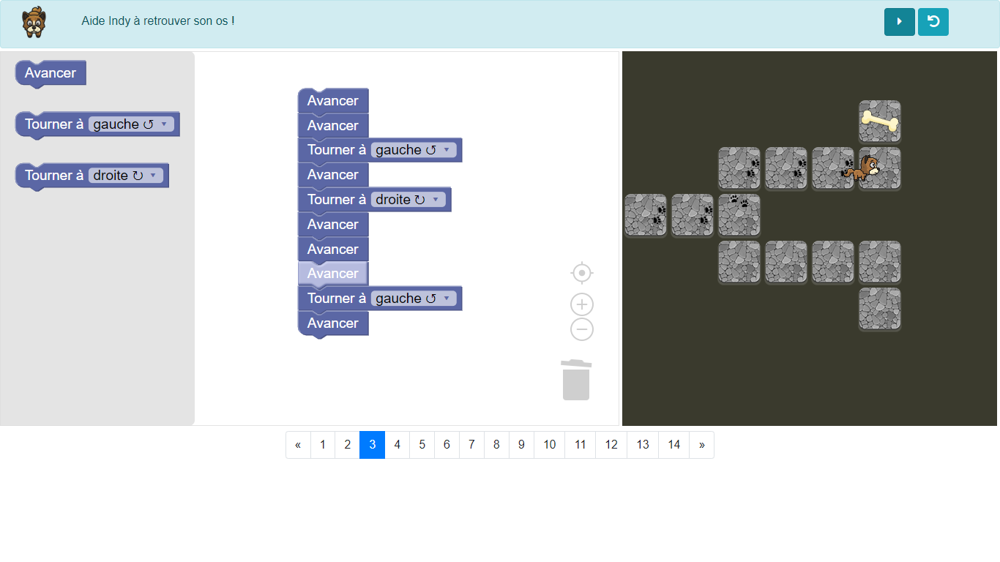 Aide Indy à retrouver son os !
Avancer
Tourner à gauche ↺ ▾
Tourner à droite ↻ ▾
Avancer
Avancer
Tourner à gauche ↺ ▾
Avancer
Tourner à droite ↻ ▾
Avancer
Avancer
Avancer
Tourner à gauche ↺ ▾
Avancer
« 1 2 3 4 5 6 7 8 9 10 11 12 13 14 »